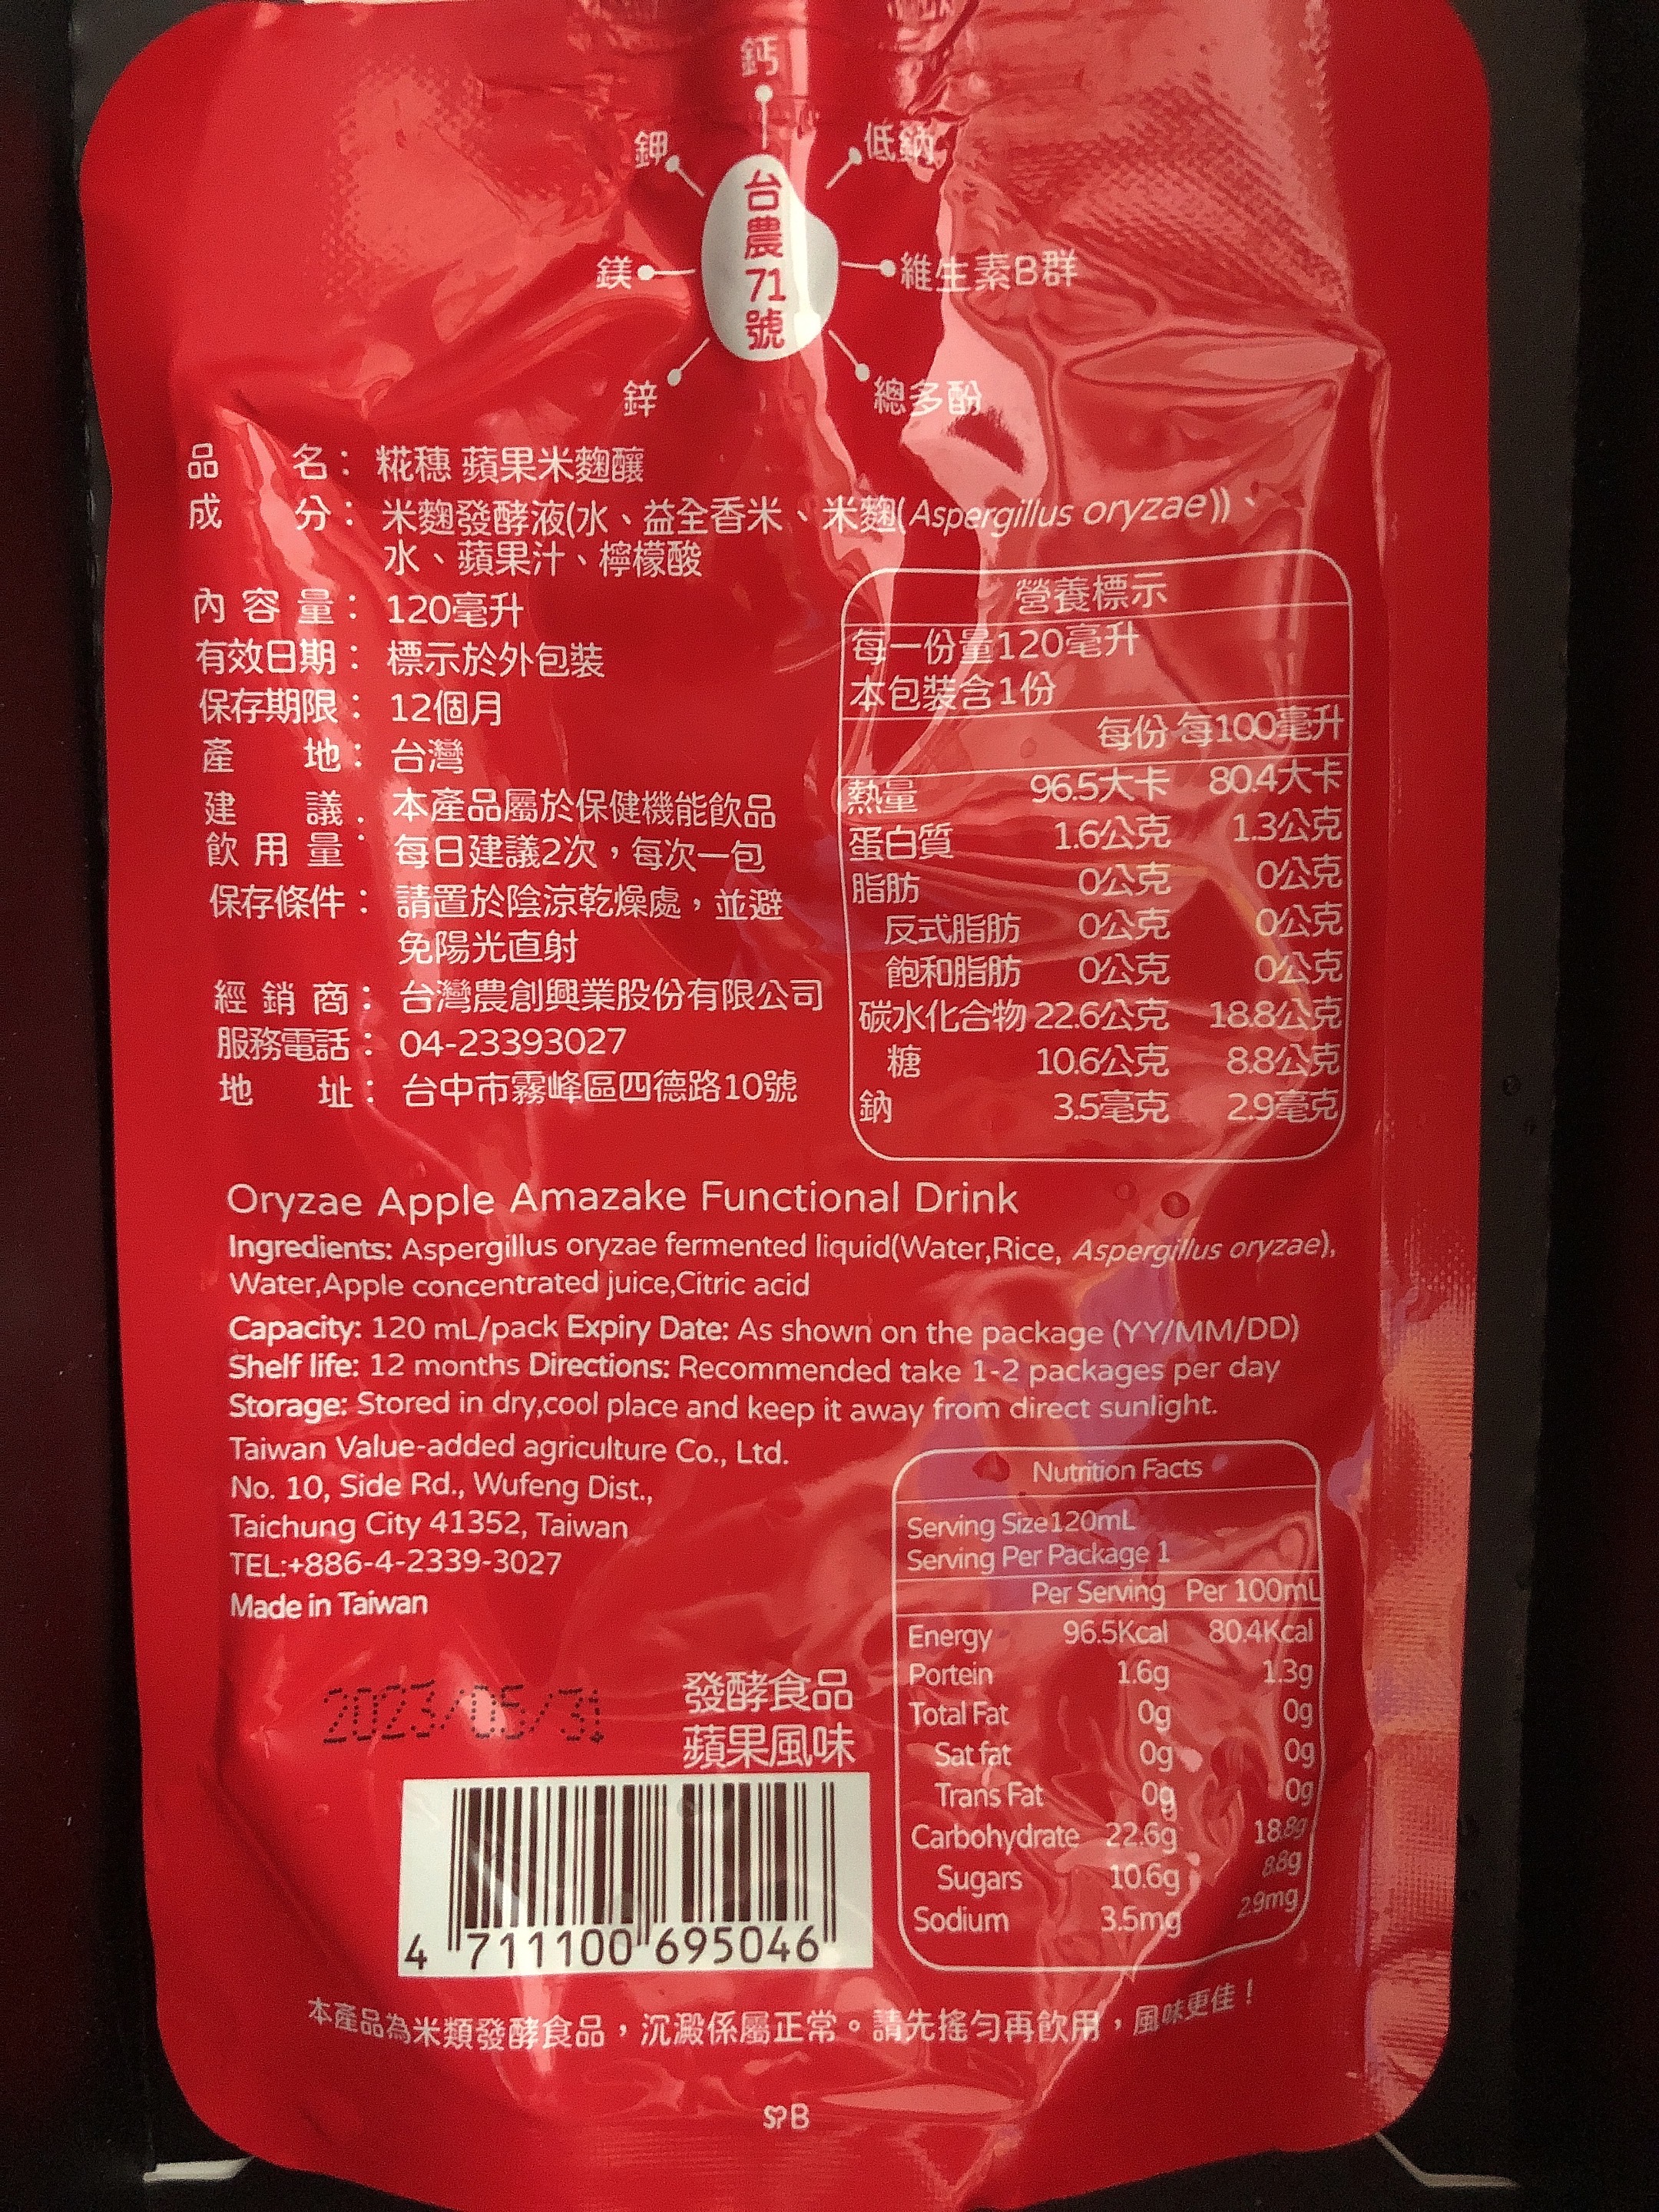 鈣
鉀
低鈉
台農71號
鎂
維生素B群
鋅
總多酚
品名：糀穗 蘋果米麴釀
成分：米麴發酵液(水、益全香米、米麴(Aspergillus oryzae))、
水、蘋果汁、檸檬酸
內容量：120毫升
有效日期：標示於外包裝
保存期限：12個月
產地：台灣
建議飲用量：本產品屬於保健機能飲品
每日建議2次，每次一包
保存條件：請置於陰涼乾燥處，並避
免陽光直射
經銷商：台灣農創興業股份有限公司
服務電話：04-23393027
地址：台中市霧峰區四德路10號
營養標示
每一份量120毫升
本包裝含1份
每份 每100毫升
熱量 96.5大卡 80.4大卡
蛋白質 1.6公克 1.3公克
脂肪 0公克 0公克
反式脂肪 0公克 0公克
飽和脂肪 0公克 0公克
碳水化合物 22.6公克 18.8公克
糖 10.6公克 8.8公克
鈉 3.5毫克 2.9毫克
Oryzae Apple Amazake Functional Drink
Ingredients: Aspergillus oryzae fermented liquid(Water,Rice, Aspergillus oryzae),
Water,Apple concentrated juice,Citric acid
Capacity: 120 mL/pack Expiry Date: As shown on the package (YY/MM/DD)
Shelf life: 12 months Directions: Recommended take 1-2 packages per day
Storage: Stored in dry,cool place and keep it away from direct sunlight.
Taiwan Value-added agriculture Co., Ltd.
No. 10, Side Rd., Wufeng Dist.,
Taichung City 41352, Taiwan
TEL:+886-4-2339-3027
Made in Taiwan
Nutrition Facts
Serving Size120mL
Serving Per Package 1
Per Serving Per 100mL
Energy 96.5Kcal 80.4Kcal
Portein 1.6g 1.3g
Total Fat 0g 0g
Sat fat 0g 0g
Trans Fat 0g 0g
Carbohydrate 22.6g 18.8g
Sugars 10.6g 8.8g
Sodium 3.5mg 2.9mg
2023/05/31
發酵食品
蘋果風味
4 711100 695046
本產品為米類發酵食品，沉澱係屬正常。請先搖勻再飲用，風味更佳！
SPB